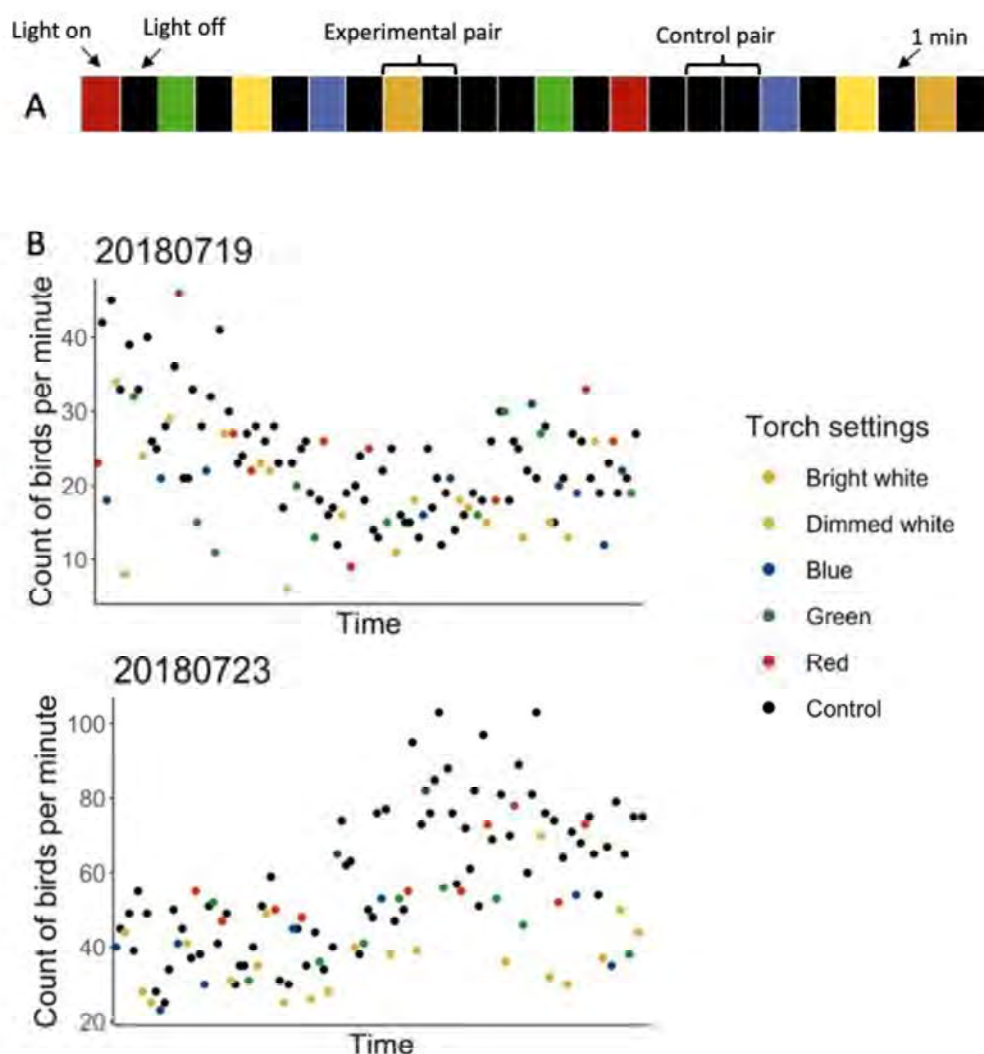 Light on
Light off
Experimental pair
Control pair
1 min
A
B
20180719
Count of birds per minute
40
30
20
10
Time
Torch settings
Bright white
Dimmed white
Blue
Green
Red
Control
20180723
Count of birds per minute
100
80
60
40
20
Time